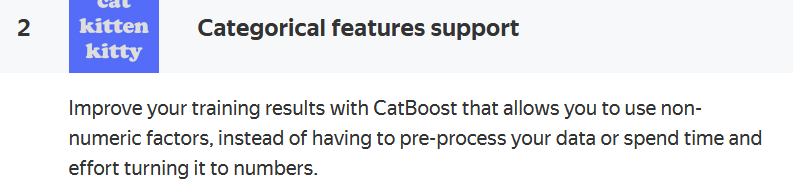 2
cat
kitten
kitty
Categorical features support
Improve your training results with CatBoost that allows you to use non-
numeric factors, instead of having to pre-process your data or spend time and
effort turning it to numbers.